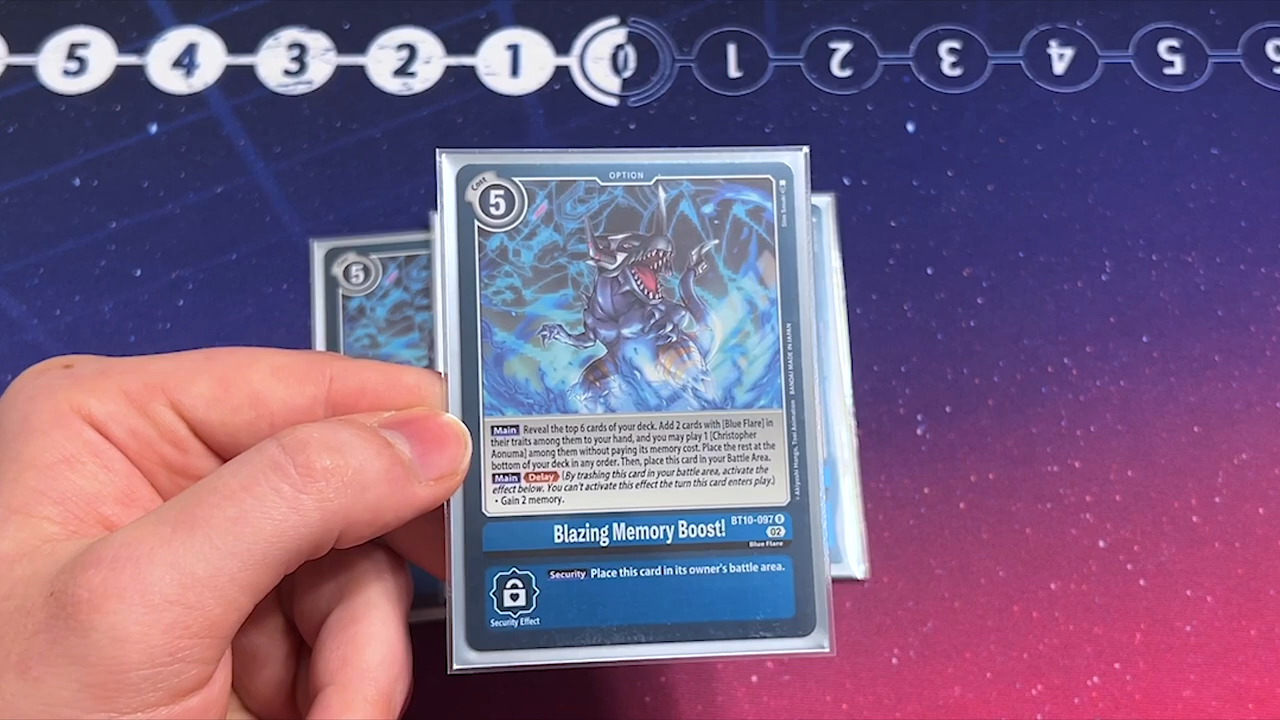 5 4 3 2 1 0 1 2 3 4 5 6
OPTION
Cost
5
5
Main Reveal the top 6 cards of your deck. Add 2 cards with [Blue Flare] in
their traits among them to your hand, and you may play 1 [Christopher
Aonuma] among them without paying its memory cost. Place the rest at the
bottom of your deck in any order. Then, place this card in your Battle Area.
Main Delay (By trashing this card in your battle area, activate the
effect below. You can't activate this effect the turn this card enters play.)
• Gain 2 memory.
©Akiyoshi Hongo, Toei Animation BANDAI MADE IN JAPAN
Blazing Memory Boost!
BT10-097 R
02
Blue Flare
Security Place this card in its owner's battle area.
Security Effect